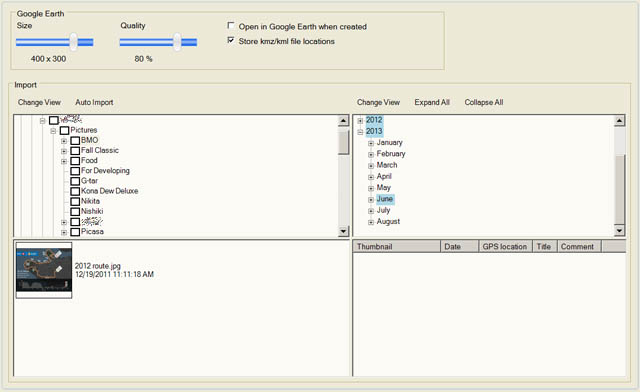 Google Earth
Size
Quality
400 x 300
80 %
Open in Google Earth when created
Store kmz/kml file locations
Import
Change View
Auto Import
Pictures
BMO
Fall Classic
Food
For Developing
G-tar
Kona Dew Deluxe
Nikita
Nishiki
Picasa
2012 route.jpg
12/19/2011 11:11:18 AM
Change View
Expand All
Collapse All
2012
2013
January
February
March
April
May
June
July
August
Thumbnail
Date
GPS location
Title
Comment